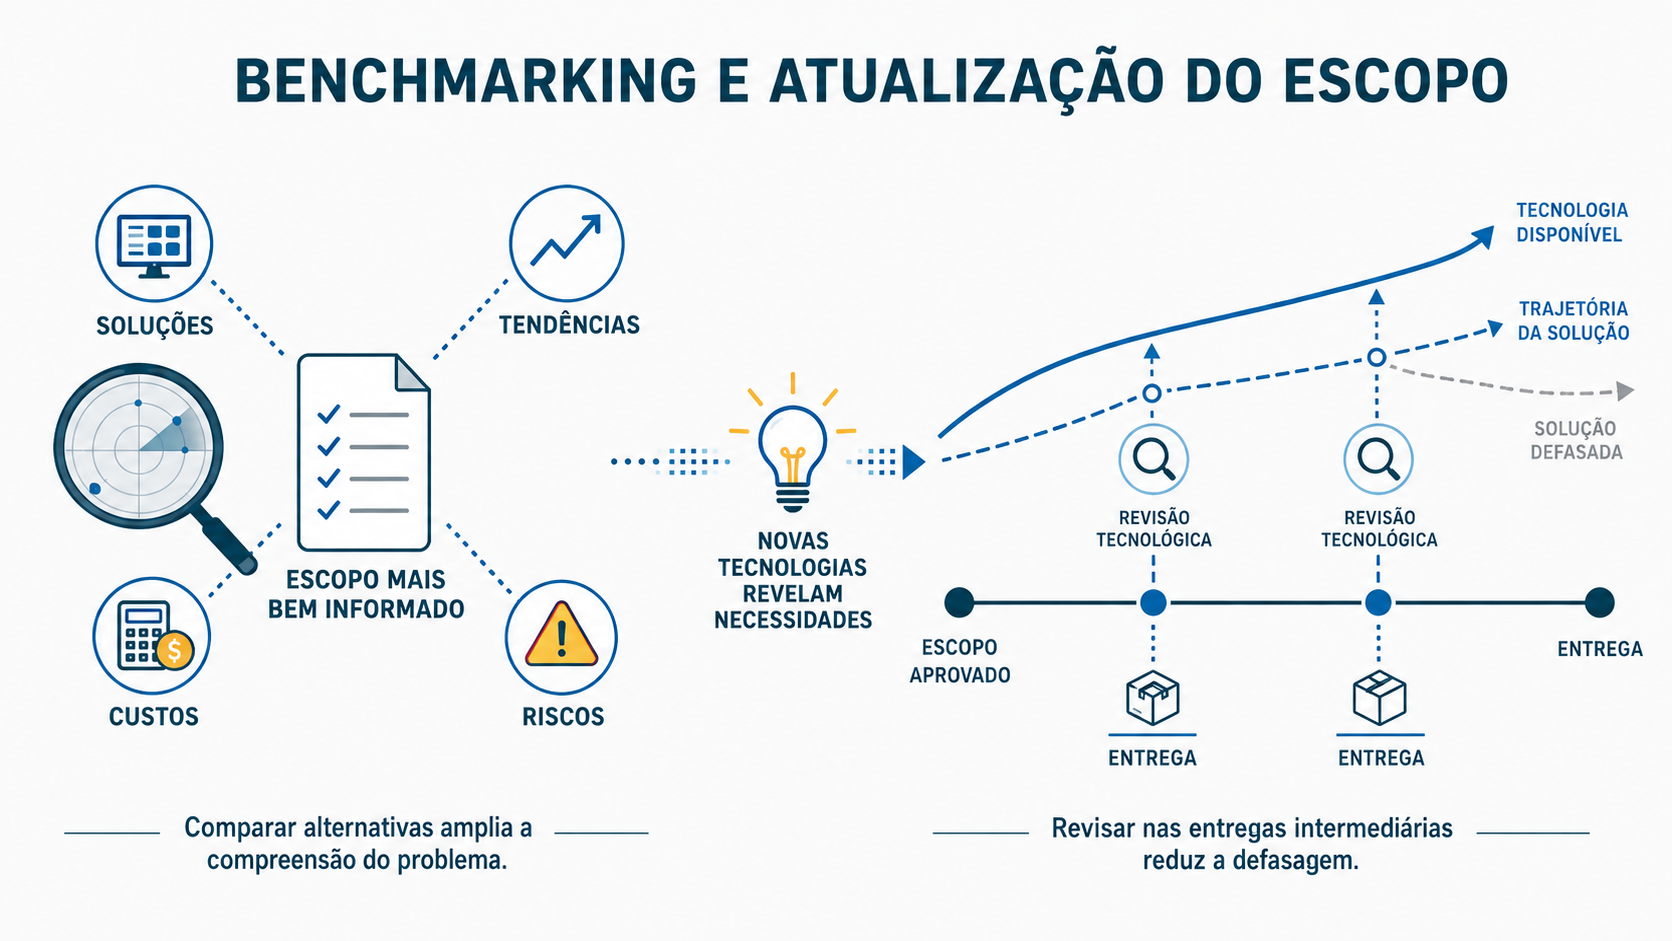 BENCHMARKING E ATUALIZAÇÃO DO ESCOPO
SOLUÇÕES
TENDÊNCIAS
ESCOPO MAIS
BEM INFORMADO
$
CUSTOS
RISCOS
Comparar alternativas amplia a
compreensão do problema.
NOVAS
TECNOLOGIAS
REVELAM
NECESSIDADES
TECNOLOGIA
DISPONÍVEL
TRAJETÓRIA
DA SOLUÇÃO
SOLUÇÃO
DEFASADA
REVISÃO
TECNOLÓGICA
REVISÃO
TECNOLÓGICA
ESCOPO
APROVADO
ENTREGA
ENTREGA
ENTREGA
Revisar nas entregas intermediárias
reduz a defasagem.